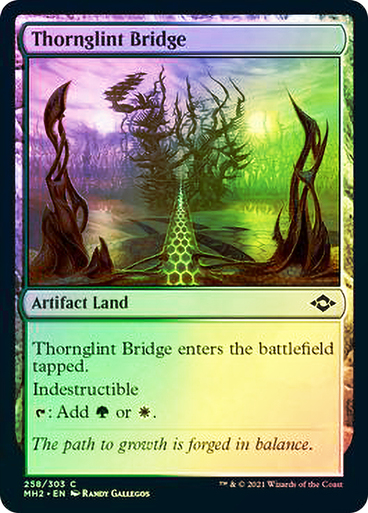 Thornglint Bridge
Artifact Land
Thornglint Bridge enters the battlefield
tapped.
Indestructible
: Add or .
The path to growth is forged in balance.
258/303 C
MH2 • EN Randy Gallegos
™ & © 2021 Wizards of the Coast